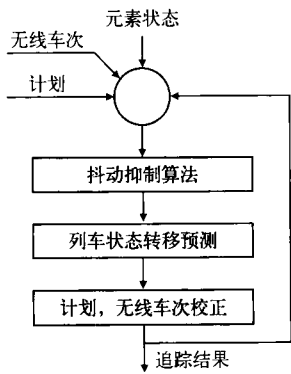 元素状态
无线车次
计划
抖动抑制算法
列车状态转移预测
计划，无线车次校正
追踪结果